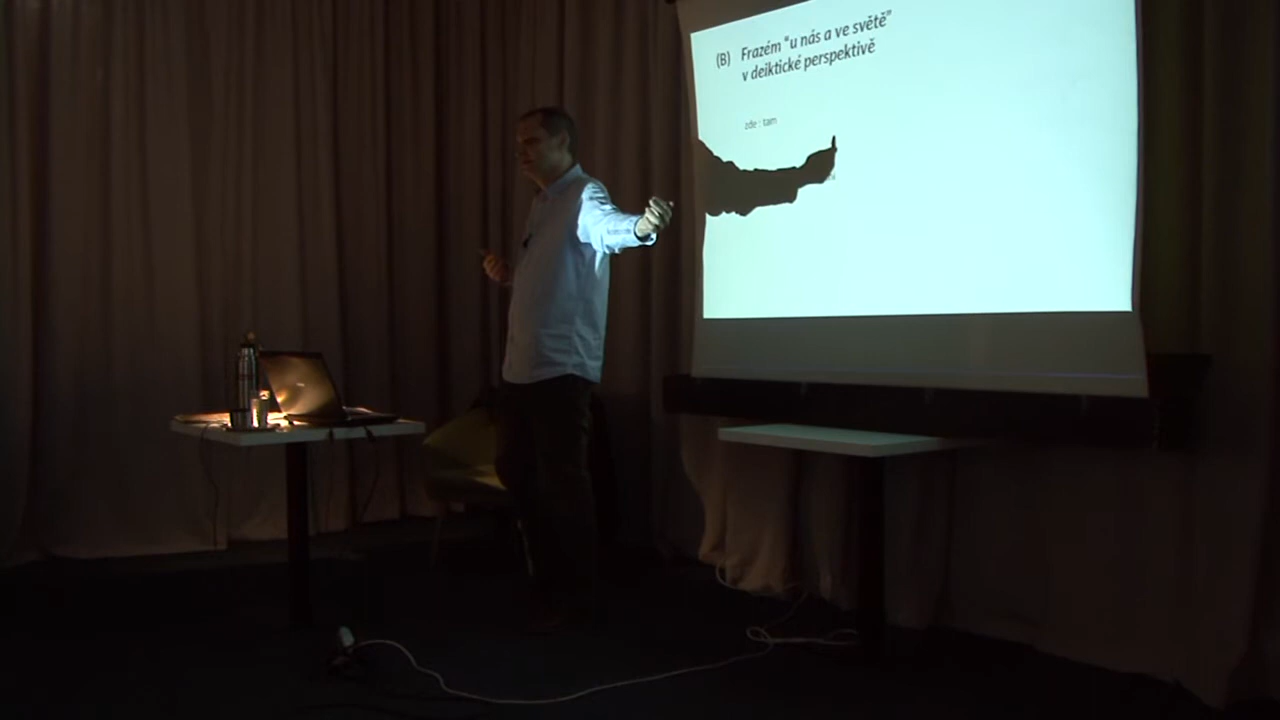 (B) Frazém “u nás a ve světě”
v deiktické perspektivě
zde : tam